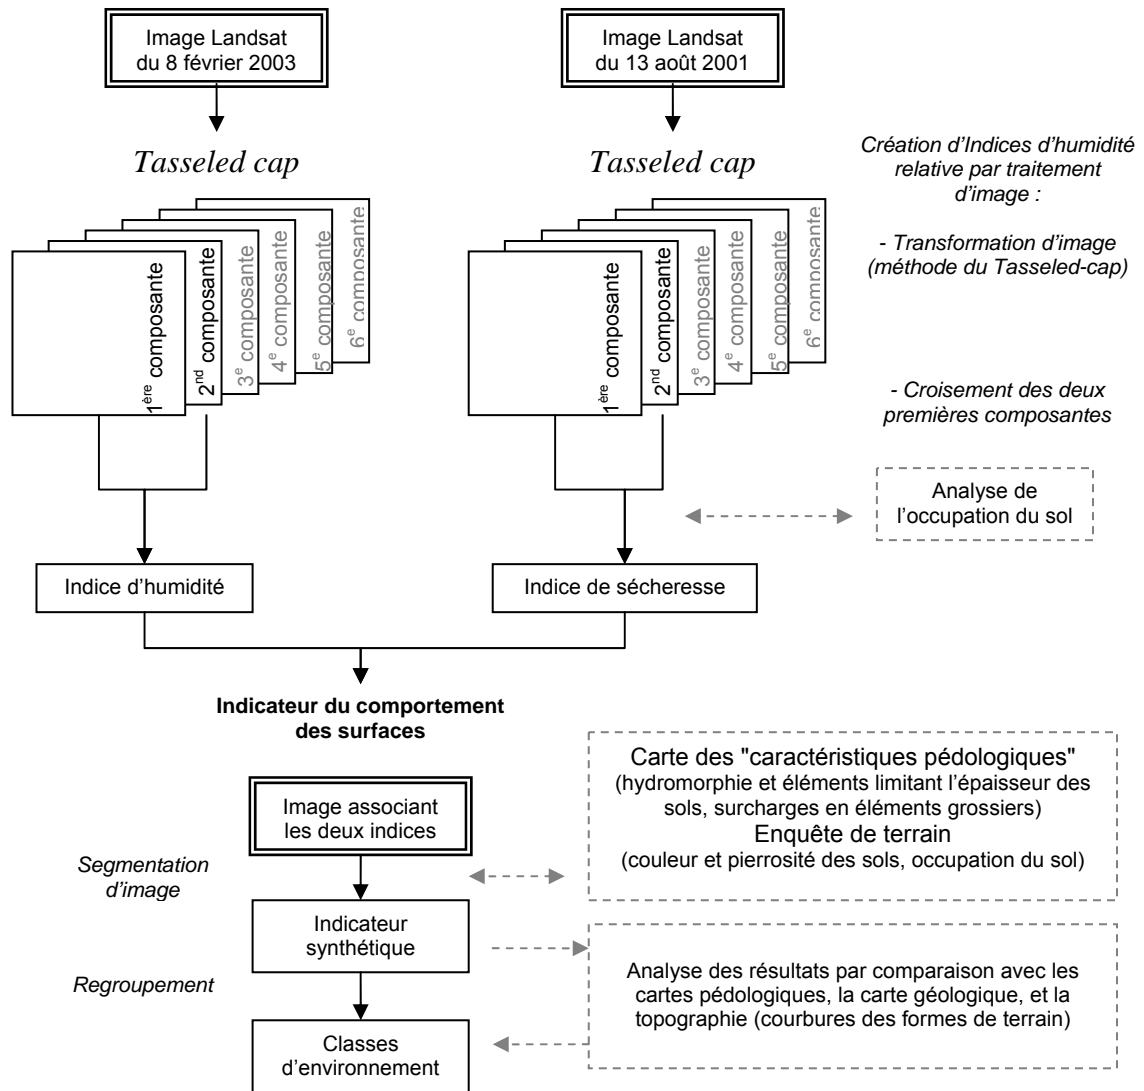 Image Landsat
du 8 février 2003
Image Landsat
du 13 août 2001
Tasseled cap
Tasseled cap
Création d’Indices d’humidité
relative par traitement
d’image :
- Transformation d’image
(méthode du Tasseled-cap)
1ère composante
2nd composante
3e composante
4e composante
5e composante
6e composante
1ère composante
2nd composante
3e composante
4e composante
5e composante
6e composante
- Croisement des deux
premières composantes
Analyse de
l’occupation du sol
Indice d’humidité
Indice de sécheresse
Indicateur du comportement
des surfaces
Carte des "caractéristiques pédologiques"
(hydromorphie et éléments limitant l’épaisseur des
sols, surcharges en éléments grossiers)
Enquête de terrain
(couleur et pierrosité des sols, occupation du sol)
Image associant
les deux indices
Segmentation
d’image
Indicateur
synthétique
Regroupement
Analyse des résultats par comparaison avec les
cartes pédologiques, la carte géologique, et la
topographie (courbures des formes de terrain)
Classes
d’environnement